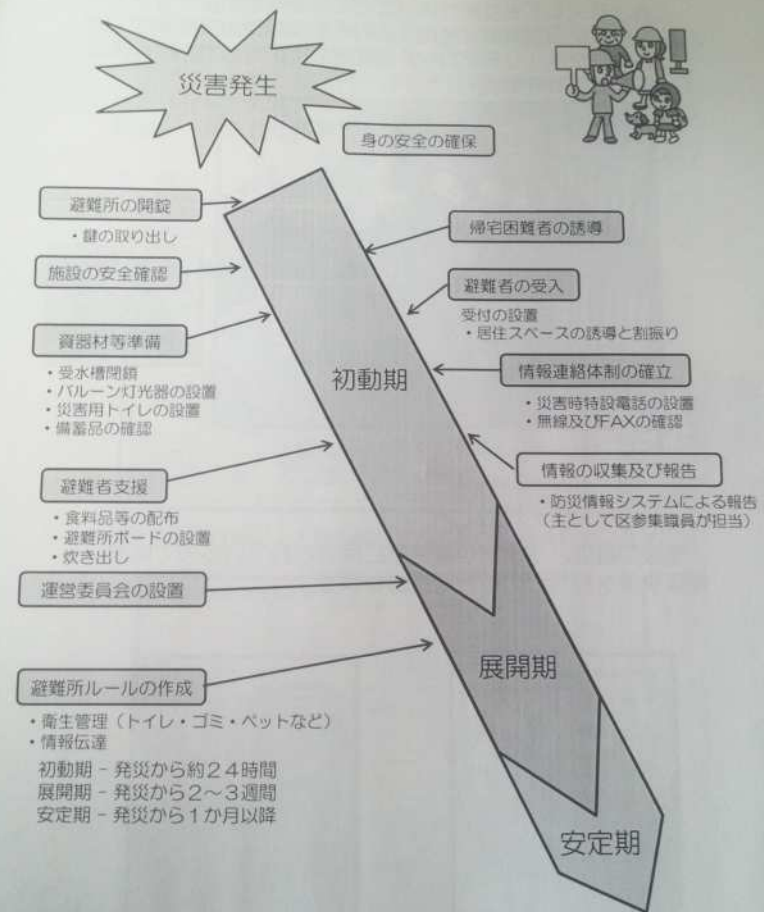 災害発生
身の安全の確保
避難所の開錠
・鍵の取り出し
施設の安全確認
資器材等準備
・受水槽閉鎖
・バルーン灯光器の設置
・災害用トイレの設置
・備蓄品の確認
避難者支援
・食料品等の配布
・避難所ボードの設置
・炊き出し
運営委員会の設置
避難所ルールの作成
・衛生管理（トイレ・ゴミ・ペットなど）
・情報伝達
帰宅困難者の誘導
避難者の受入
受付の設置
・居住スペースの誘導と割振り
情報連絡体制の確立
・災害時特設電話の設置
・無線及びFAXの確認
情報の収集及び報告
・防災情報システムによる報告
（主として区参集職員が担当）
初動期
展開期
安定期
初動期 － 発災から約２４時間
展開期 － 発災から２～３週間
安定期 － 発災から１か月以降